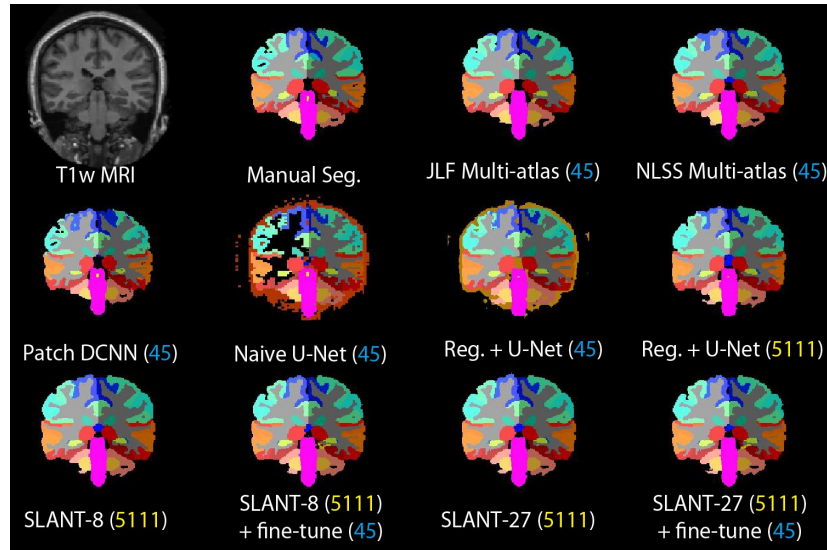 T1w MRI
Manual Seg.
JLF Multi-atlas (45)
NLSS Multi-atlas (45)
Patch DCNN (45)
Naive U-Net (45)
Reg. + U-Net (45)
Reg. + U-Net (5111)
SLANT-8 (5111)
SLANT-8 (5111)
+ fine-tune (45)
SLANT-27 (5111)
SLANT-27 (5111)
+ fine-tune (45)